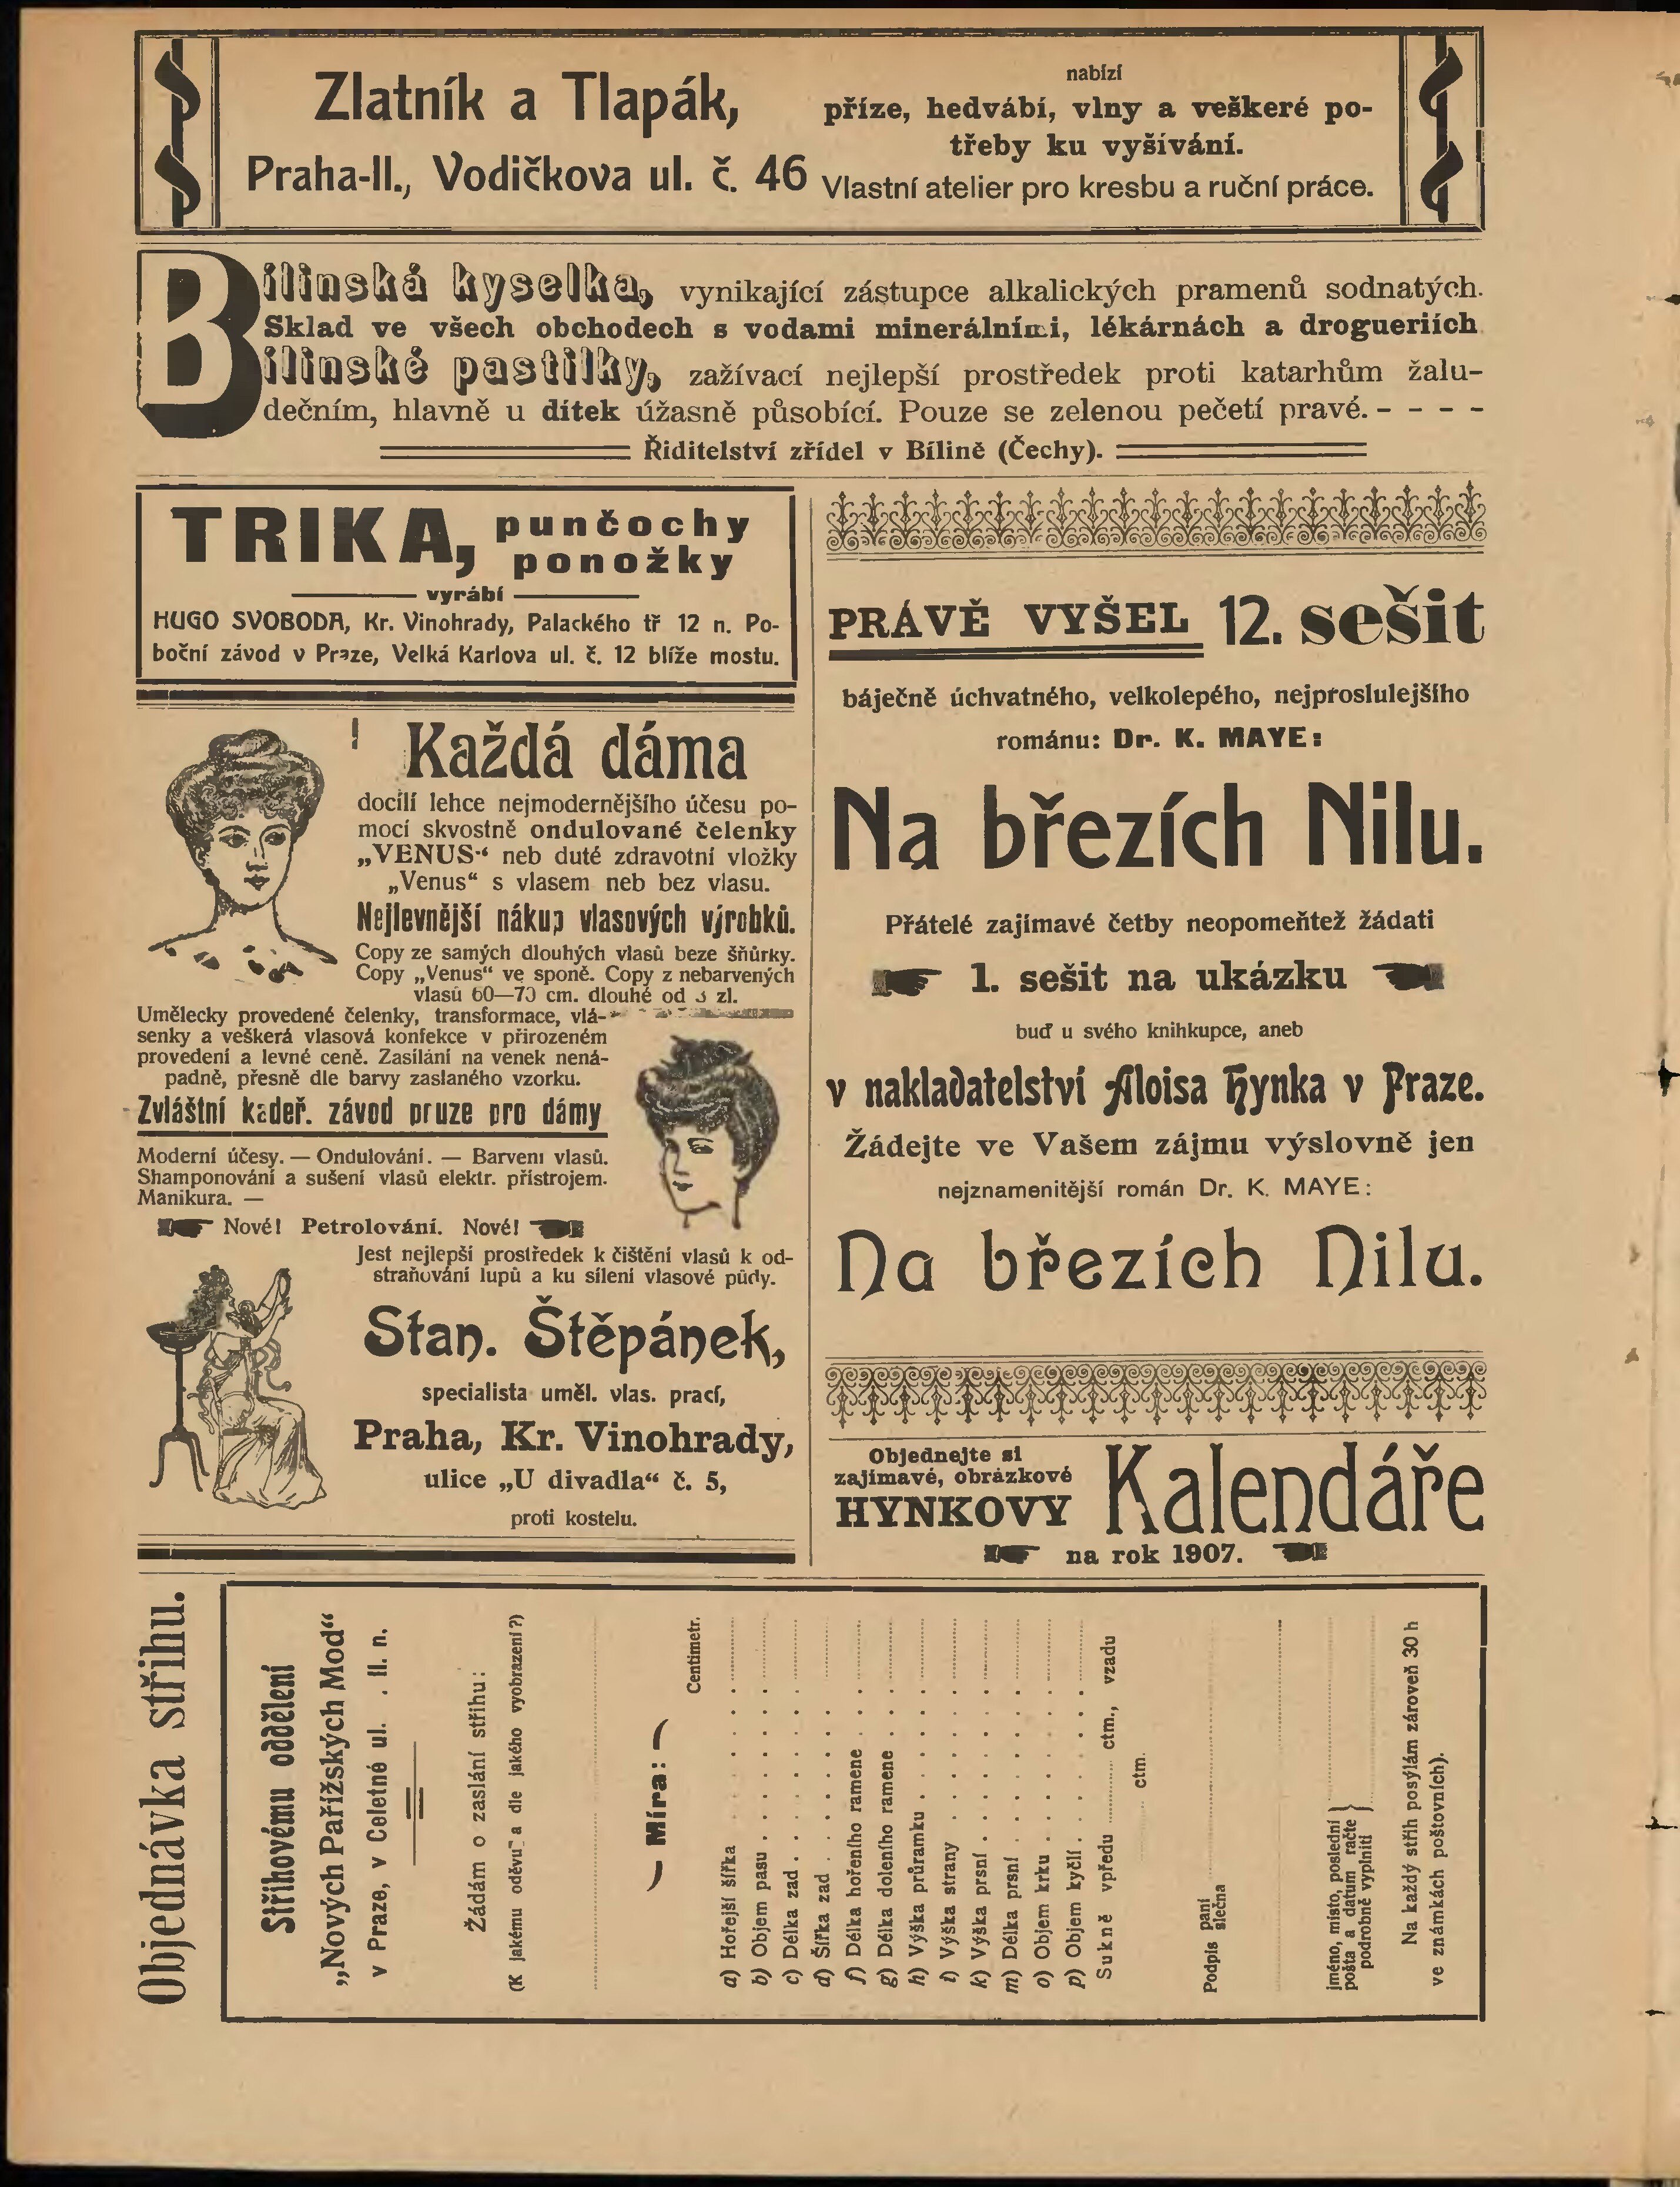 Zlatník a Tlapák,
Praha-II., Vodičkova ul. č. 46
nabízí
příze, hedvábí, vlny a veškeré po-
třeby ku vyšívání.
Vlastní atelier pro kresbu a ruční práce.
Bílinská kyselka, vynikající zástupce alkalických pramenů sodnatých.
Sklad ve všech obchodech s vodami minerálními, lékárnách a drogueriích
Bílinské pastilky, zažívací nejlepší prostředek proti katarhům žalu-
dečním, hlavně u dítek úžasně působící. Pouze se zelenou pečetí pravé. - - - -
Řiditelství zřídel v Bílině (Čechy).
TRIKA, punčochy
ponožky
vyrábí
HUGO SVOBODA, Kr. Vinohrady, Palackého tř 12 n. Po-
boční závod v Praze, Velká Karlova ul. č. 12 blíže mostu.
! Každá dáma
docílí lehce nejmodernějšího účesu po-
mocí skvostně ondulované čelenky
„VENUS“ neb duté zdravotní vložky
„Venus“ s vlasem neb bez vlasu.
Nejlevnější nákup vlasových výrobků.
Copy ze samých dlouhých vlasů beze šňůrky.
Copy „Venus“ ve sponě. Copy z nebarvených
vlasů 60—70 cm. dlouhé od 3 zl.
Umělecky provedené čelenky, transformace, vlá-
senky a veškerá vlasová konfekce v přirozeném
provedení a levné ceně. Zasílání na venek nená-
padně, přesně dle barvy zaslaného vzorku.
Zvláštní kadeř. závod pruze pro dámy
Moderní účesy. — Ondulování. — Barvení vlasů.
Shamponování a sušení vlasů elektr. přístrojem.
Manikura. —
Nové! Petrolování. Nové!
Jest nejlepší prostředek k čištění vlasů k od-
straňování lupů a ku sílení vlasové půdy.
Stan. Štěpánek,
specialista uměl. vlas. prací,
Praha, Kr. Vinohrady,
ulice „U divadla“ č. 5,
proti kostelu.
PRÁVĚ VYŠEL 12. sešit
báječně úchvatného, velkolepého, nejproslulejšího
románu: Dr. K. MAYE:
Na březích Nilu.
Přátelé zajímavé četby neopomeňtež žádati
1. sešit na ukázku
buď u svého knihkupce, aneb
v nakladatelství Aloisa Hynka v Praze.
Žádejte ve Vašem zájmu výslovně jen
nejznamenitější román Dr. K. MAYE:
Na březích Nilu.
Objednejte si
zajímavé, obrázkové
HYNKOVY
Kalendáře
na rok 1907.
Objednávka střihu.
Střihovému oddělení
„Nových Pařížských Mod“
v Praze, v Celetné ul. . II. n.
Žádám o zaslání střihu:
(K jakému oděvu a dle jakého vyobrazení?)
Míra:
Centimetr.
a) Hořejší šířka
b) Objem pasu
c) Délka zad
d) Šířka zad
f) Délka hořeního ramene
g) Délka doleního ramene
h) Výška průramku
i) Výška strany
k) Výška prsní
m) Délka prsní
o) Objem krku
p) Objem kyčlí
Sukně vpředu ........ ctm., vzadu
ctm.
Podpis paní
slečna
jméno, místo, poslední
pošta a datum račte
podrobně vyplniti
Na každý střih posýlám zároveň 30 h
ve známkách poštovních).